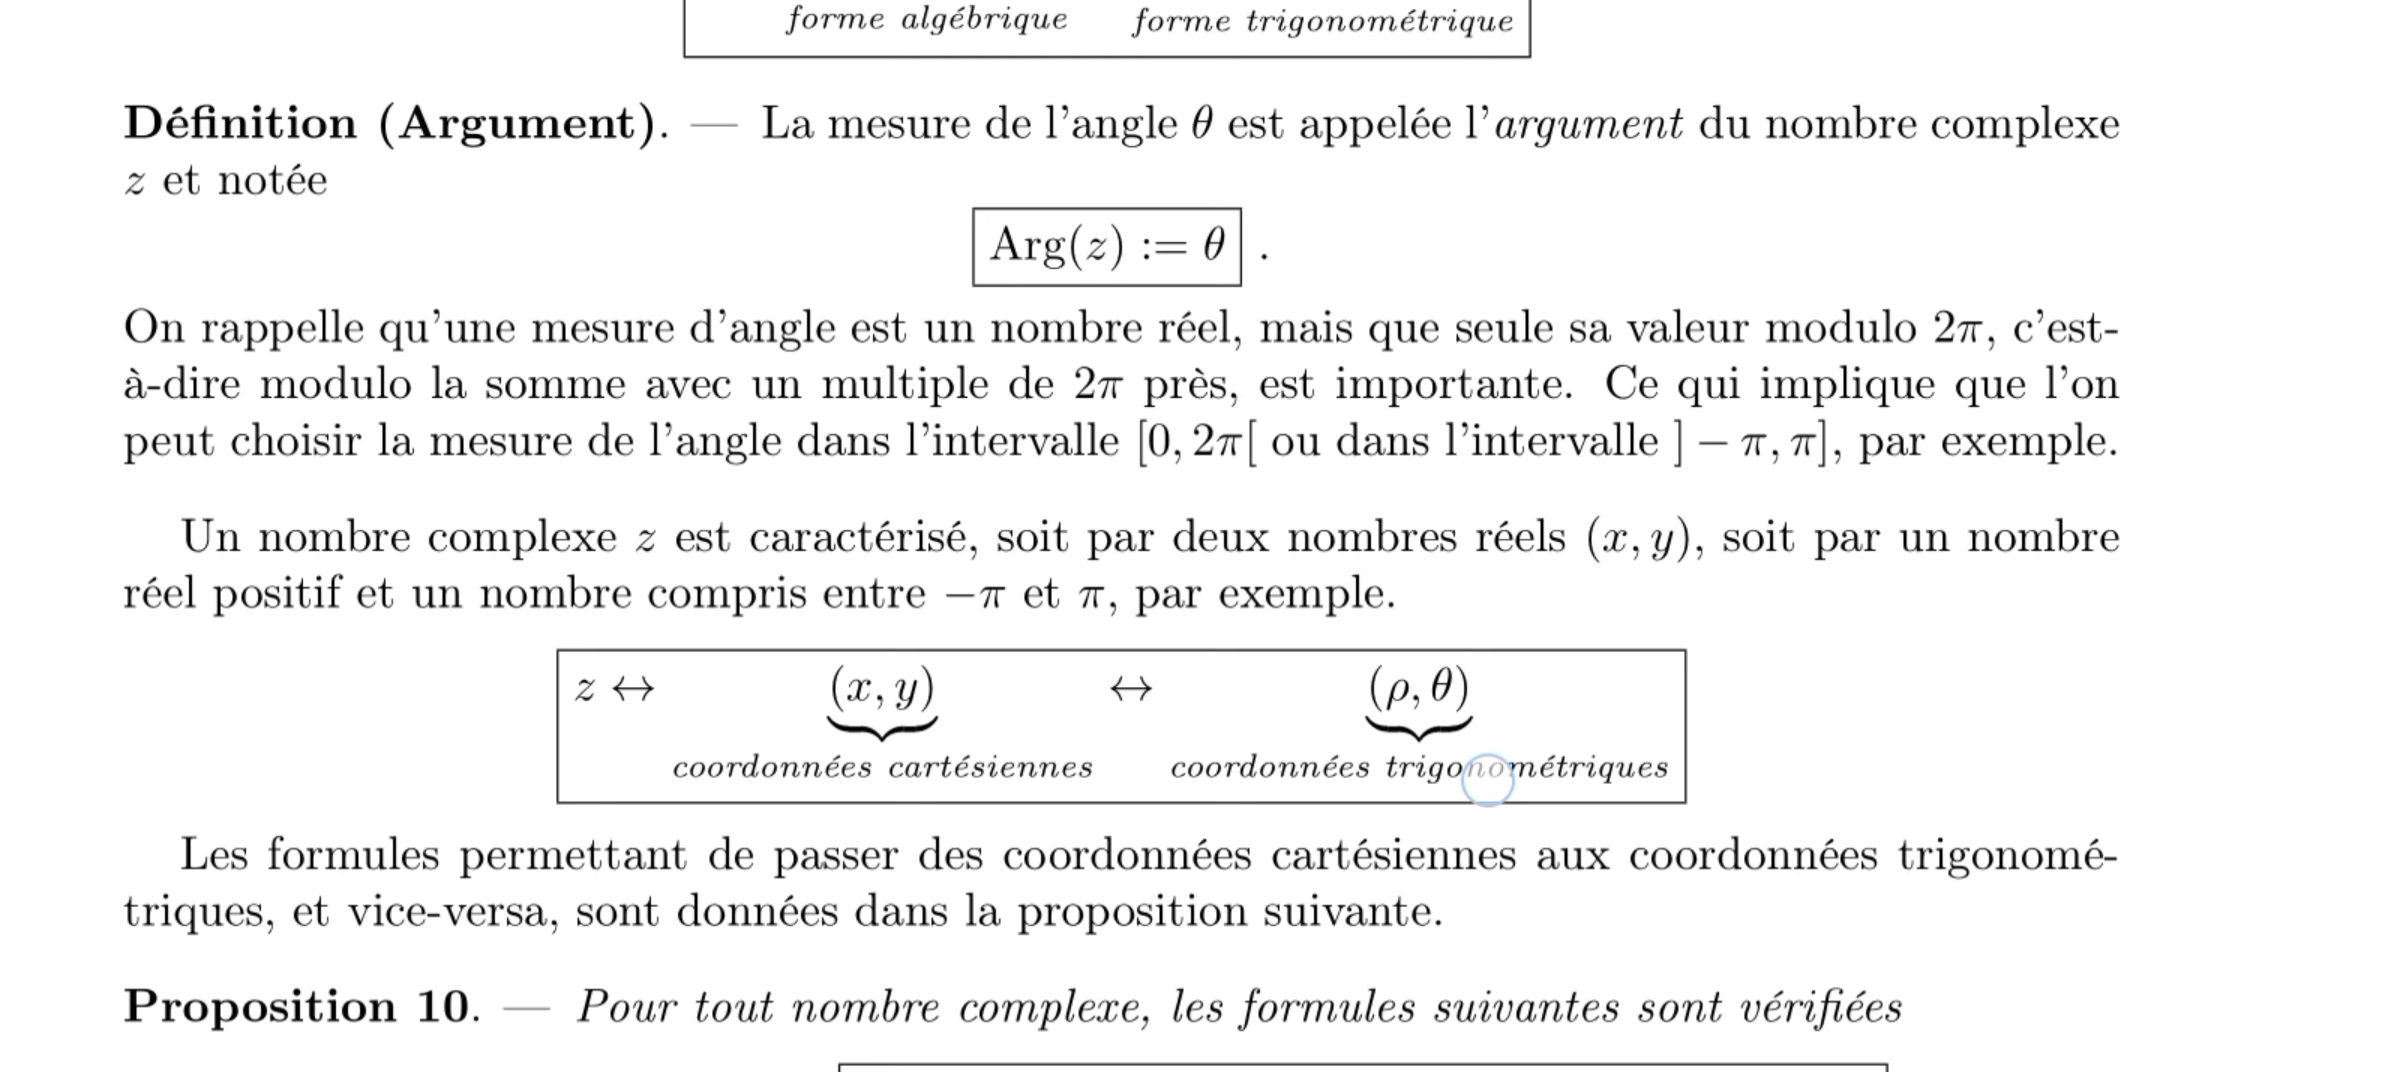 forme algébrique forme trigonométrique
Définition (Argument). — La mesure de l'angle θ est appelée l'argument du nombre complexe
z et notée
Arg(z) := θ .
On rappelle qu'une mesure d'angle est un nombre réel, mais que seule sa valeur modulo 2π, c'est-
à-dire modulo la somme avec un multiple de 2π près, est importante. Ce qui implique que l'on
peut choisir la mesure de l'angle dans l'intervalle [0, 2π[ ou dans l'intervalle ] − π, π], par exemple.
Un nombre complexe z est caractérisé, soit par deux nombres réels (x, y), soit par un nombre
réel positif et un nombre compris entre −π et π, par exemple.
z ↔ (x, y) ↔ (ρ, θ)
coordonnées cartésiennes coordonnées trigonométriques
Les formules permettant de passer des coordonnées cartésiennes aux coordonnées trigonomé-
triques, et vice-versa, sont données dans la proposition suivante.
Proposition 10. — Pour tout nombre complexe, les formules suivantes sont vérifiées